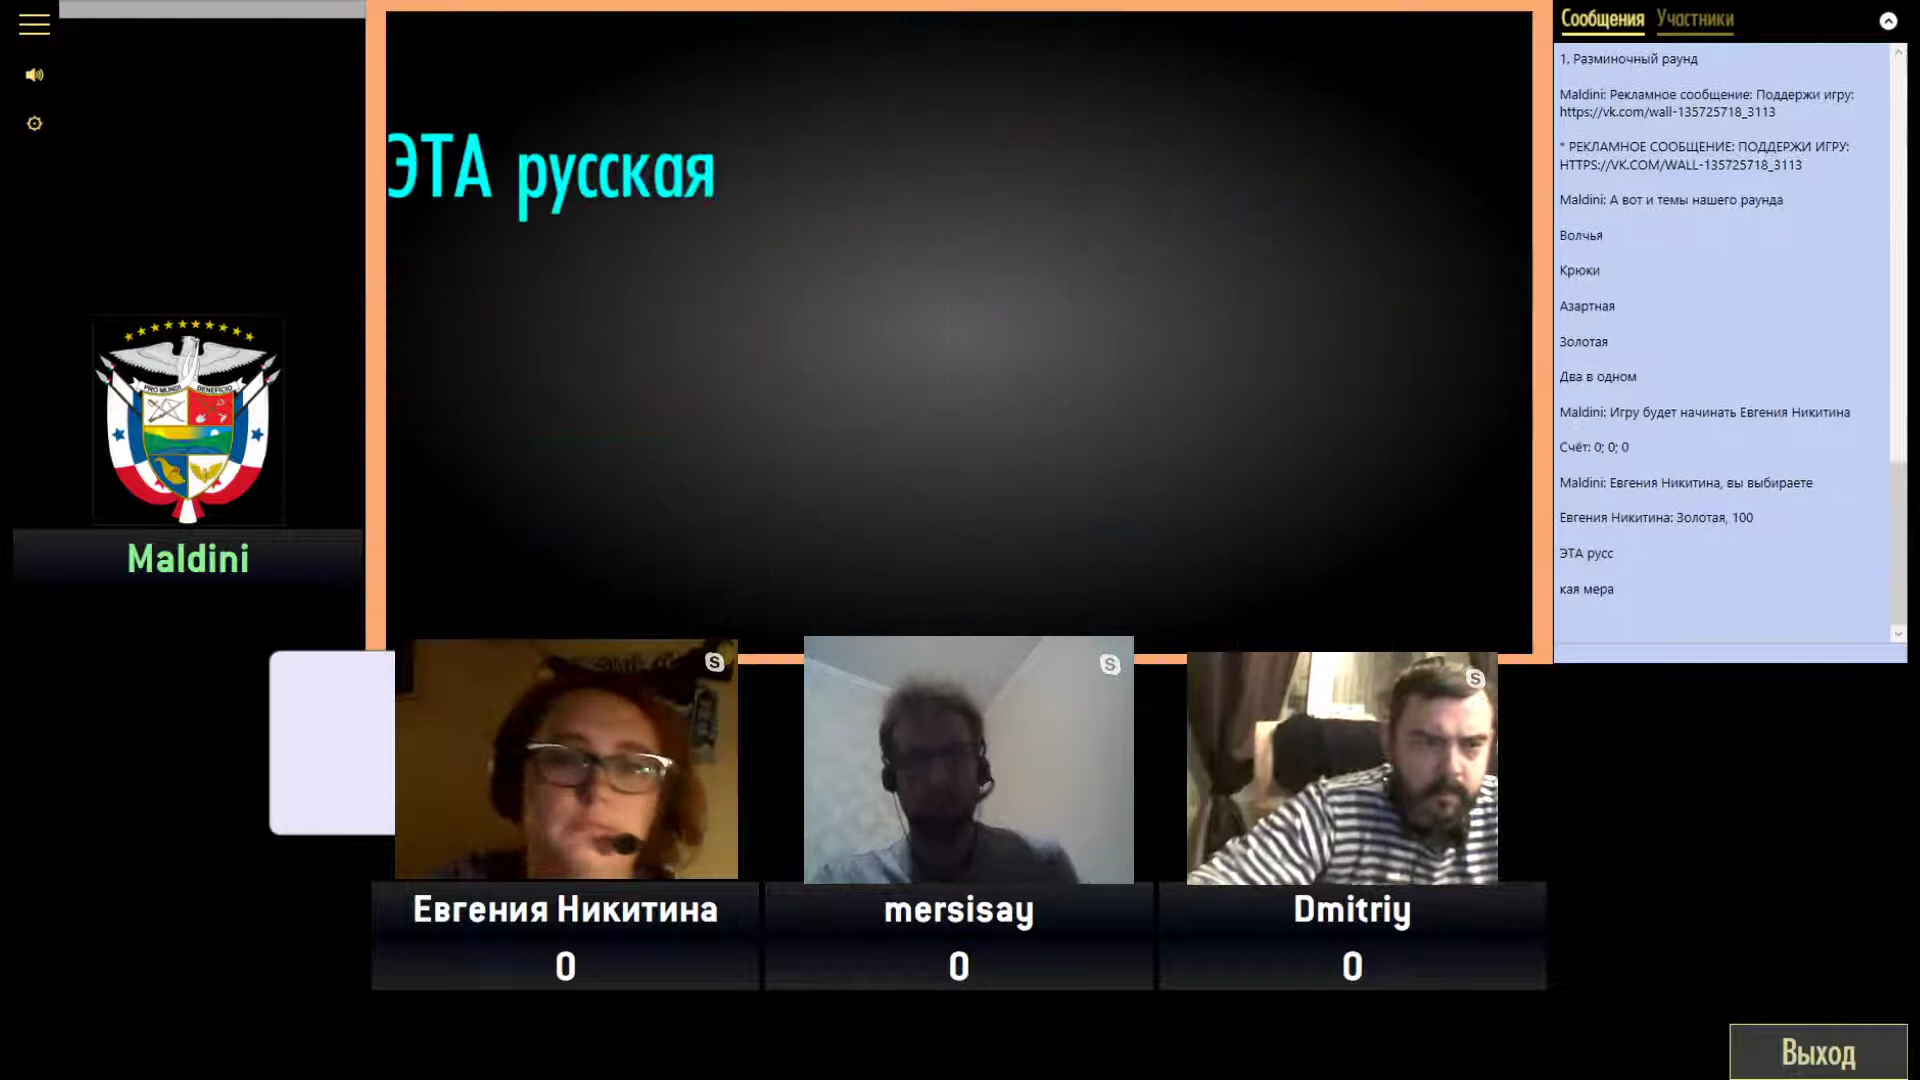 ЭТА русская
Сообщения Участники
1, Разминочный раунд
Maldini: Рекламное сообщение: Поддержи игру:
https://vk.com/wall-135725718_3113
* РЕКЛАМНОЕ СООБЩЕНИЕ: ПОДДЕРЖИ ИГРУ:
HTTPS://VK.COM/WALL-135725718_3113
Maldini: А вот и темы нашего раунда
Волчья
Крюки
Азартная
Золотая
Два в одном
Maldini: Игру будет начинать Евгения Никитина
Счёт: 0; 0; 0
Maldini: Евгения Никитина, вы выбираете
Евгения Никитина: Золотая, 100
ЭТА русс
кая мера
PRO MUNDI BENEFICIO
Maldini
Евгения Никитина
0
mersisay
0
Dmitriy
0
Выход